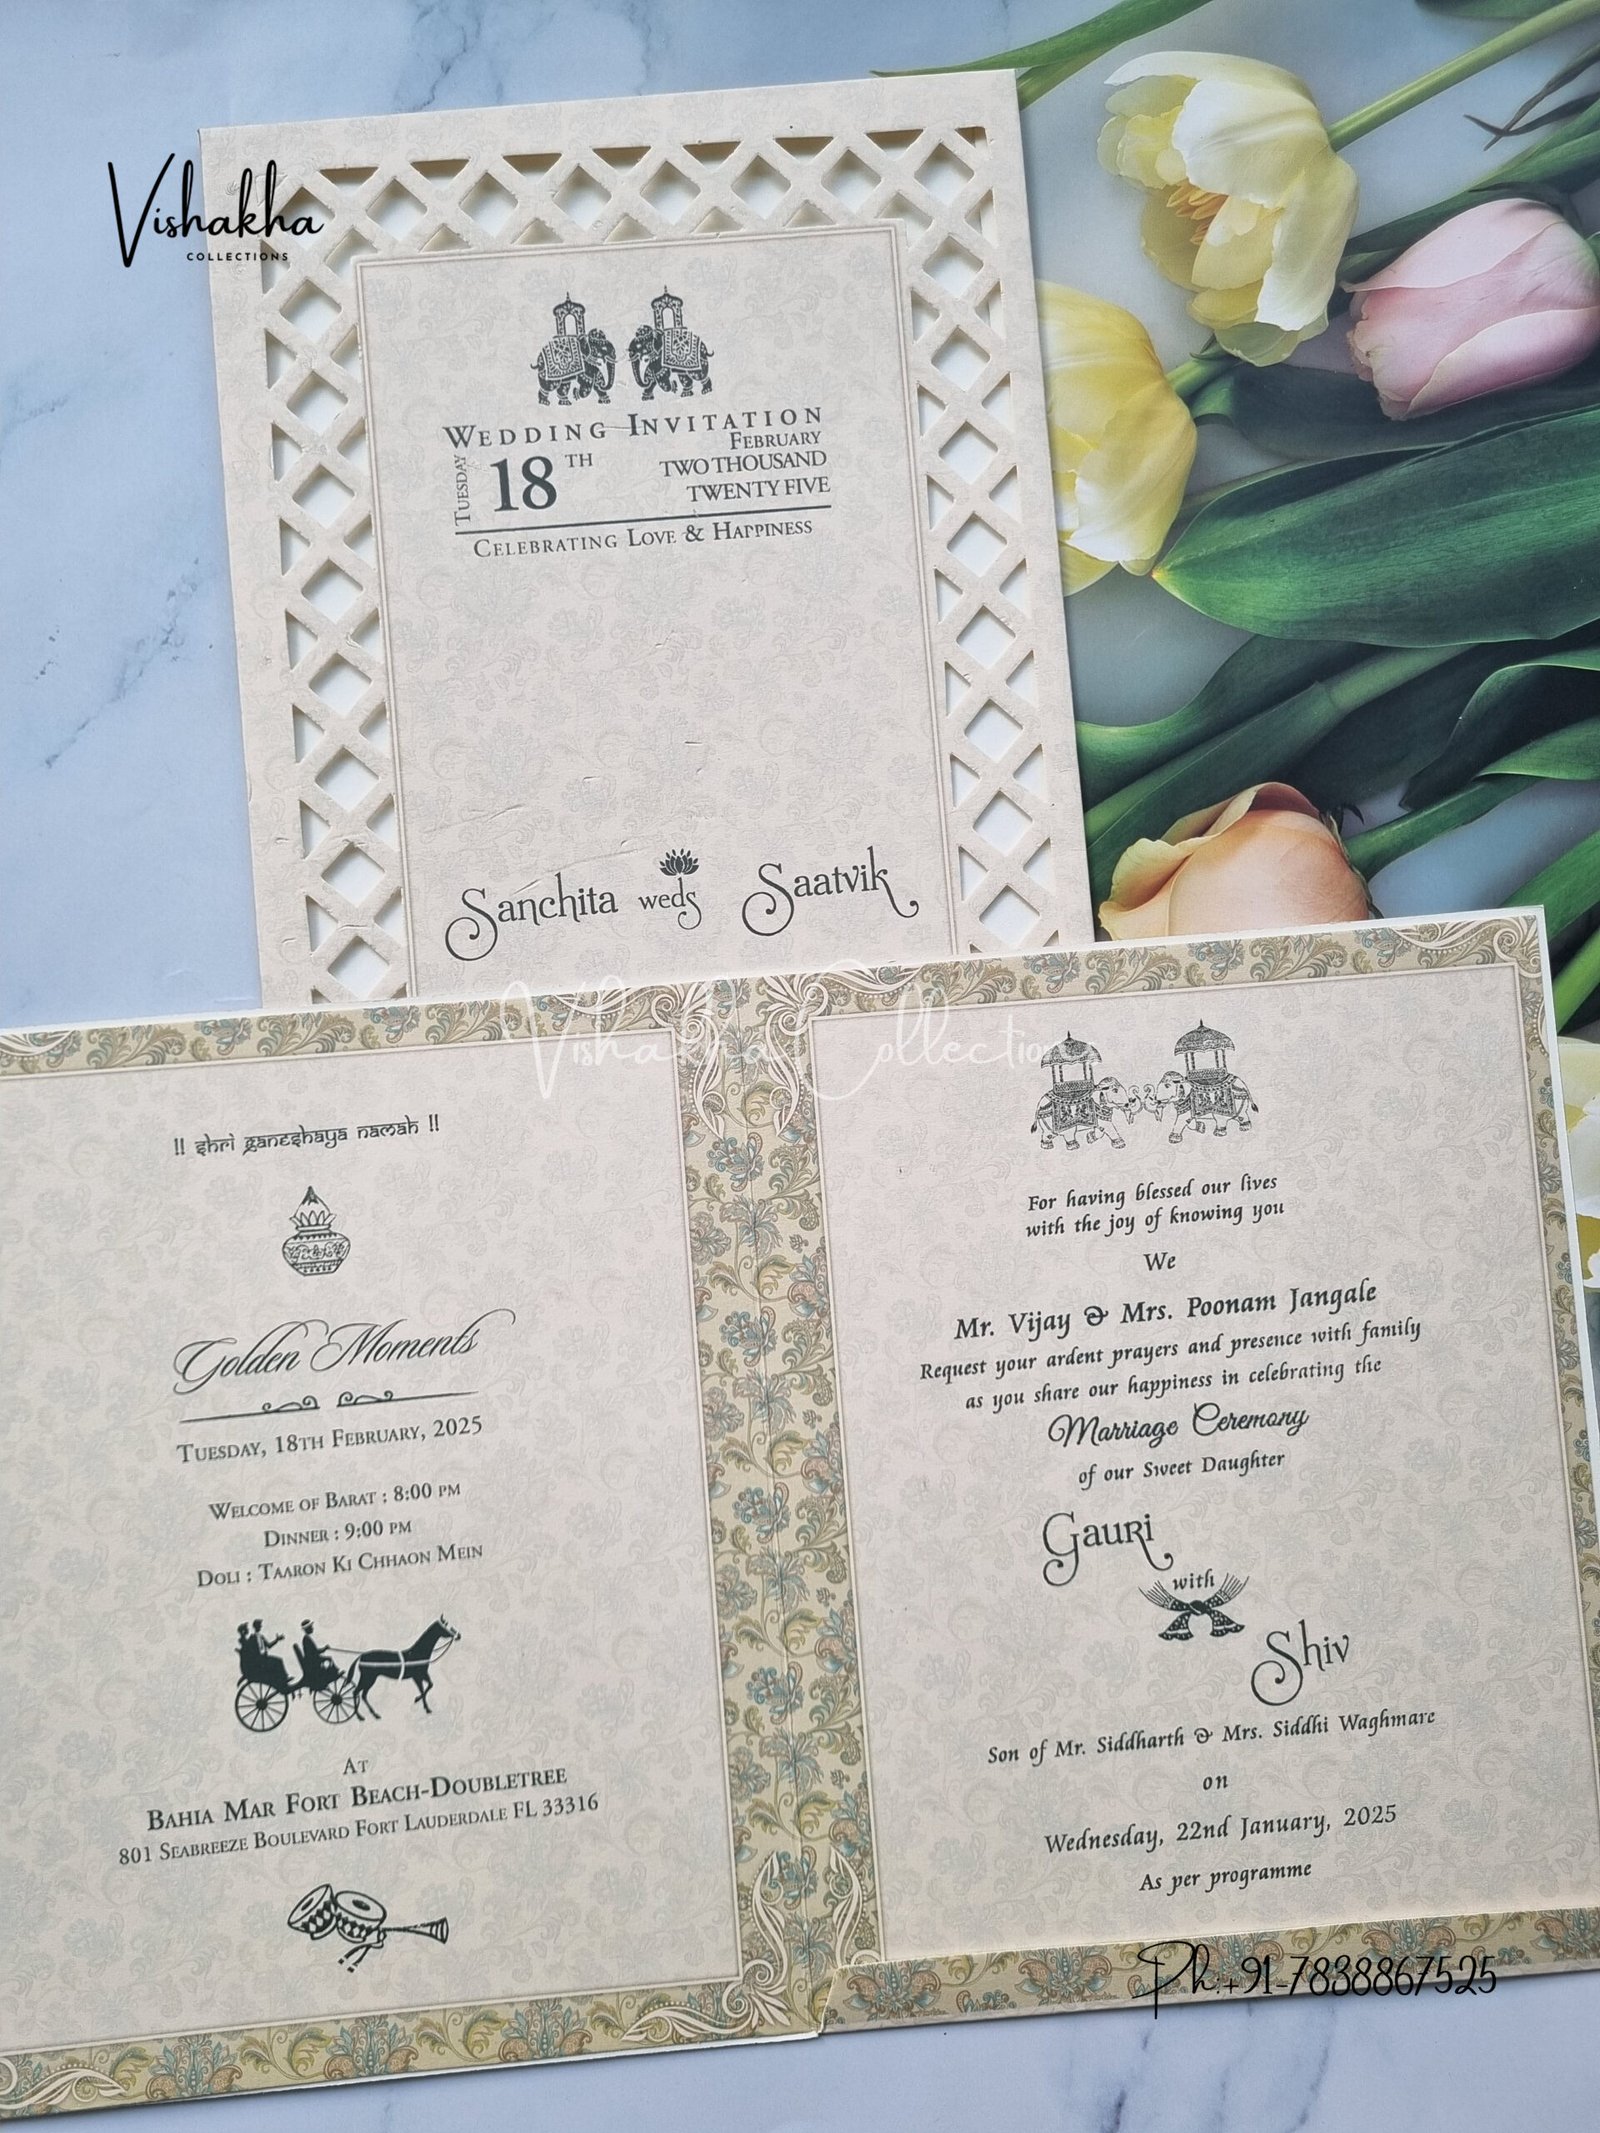 Vishakha
COLLECTIONS
WEDDING INVITATION
TUESDAY
18TH
FEBRUARY
TWO THOUSAND
TWENTY FIVE
CELEBRATING LOVE & HAPPINESS
Sanchita weds Saatvik
Vishakha Collection
!! shri ganeshaya namah !!
Golden Moments
TUESDAY, 18TH FEBRUARY, 2025
WELCOME OF BARAT : 8:00 PM
DINNER : 9:00 PM
DOLI : TAARON KI CHHAON MEIN
AT
BAHIA MAR FORT BEACH-DOUBLETREE
801 SEABREEZE BOULEVARD FORT LAUDERDALE FL 33316
For having blessed our lives
with the joy of knowing you
We
Mr. Vijay & Mrs. Poonam Jangale
Request your ardent prayers and presence with family
as you share our happiness in celebrating the
Marriage Ceremony
of our Sweet Daughter
Gauri
with
Shiv
Son of Mr. Siddharth & Mrs. Siddhi Waghmare
on
Wednesday, 22nd January, 2025
As per programme
Ph:+91-7838867525